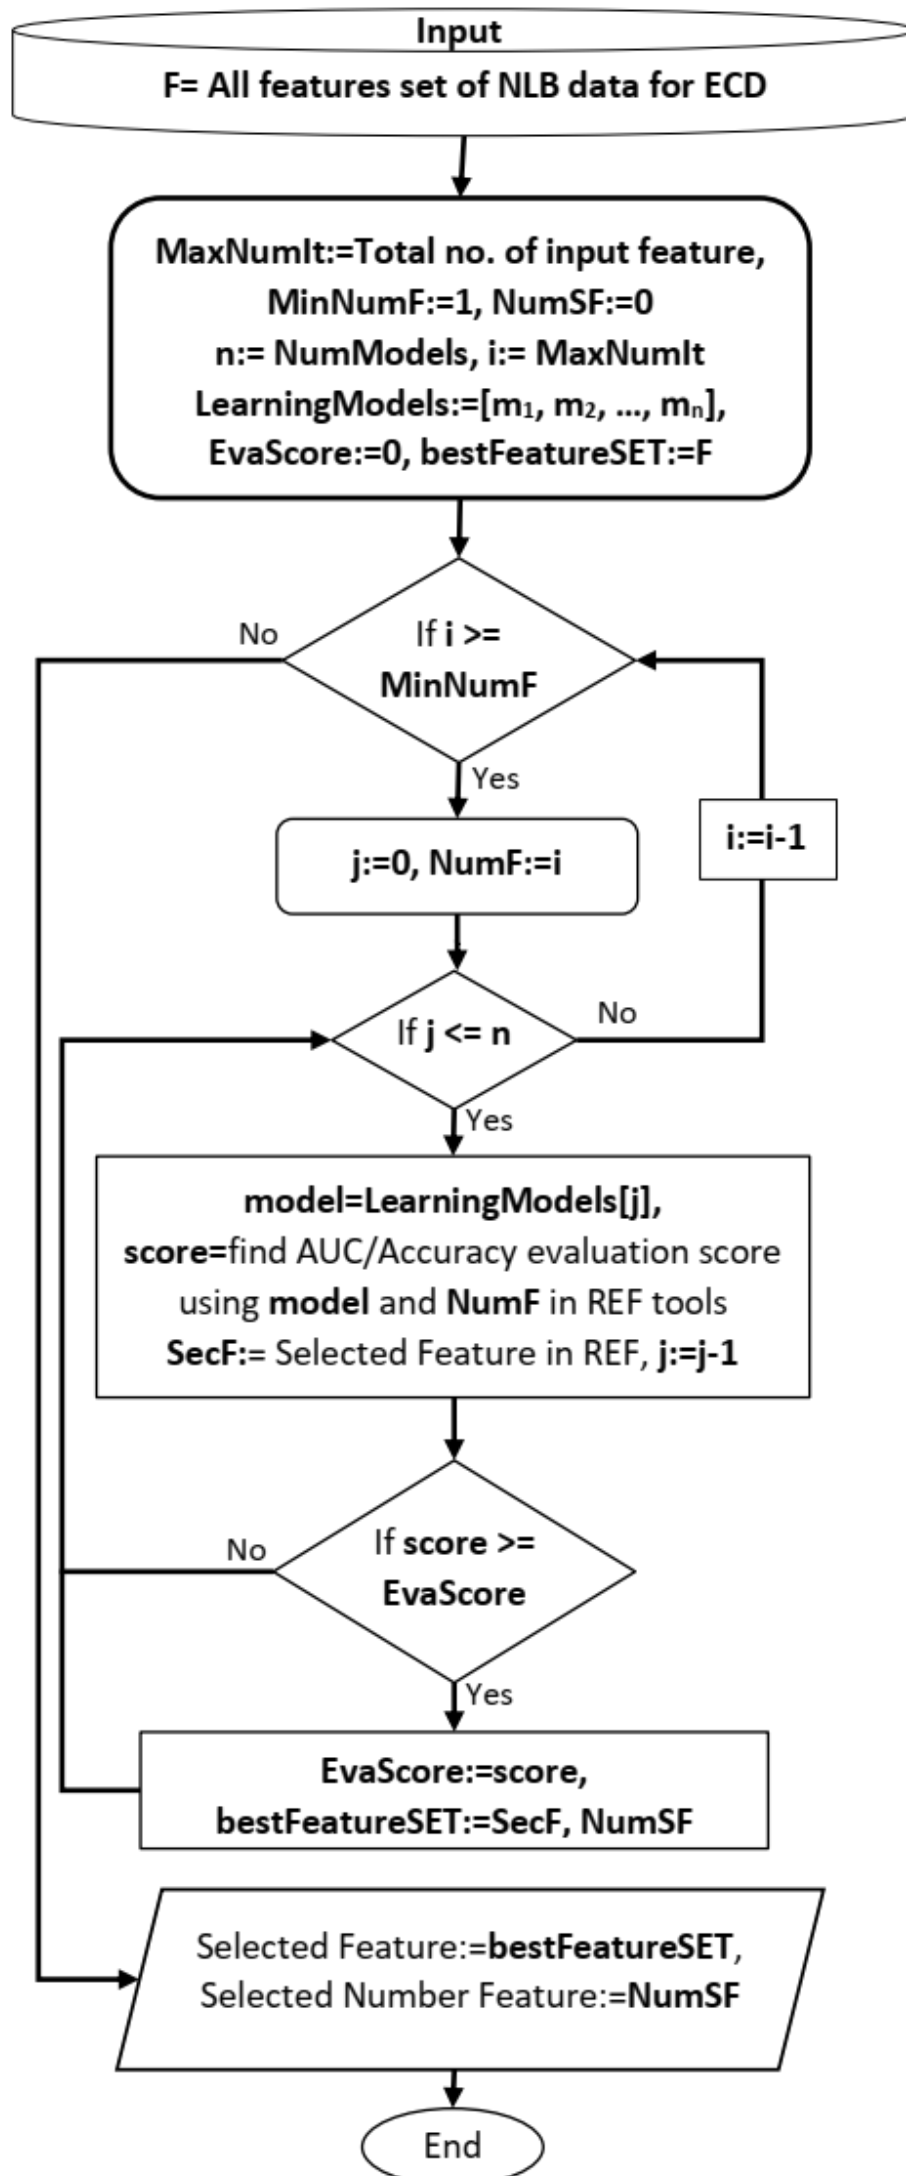 Input
F= All features set of NLB data for ECD
MaxNumIt:=Total no. of input feature,
MinNumF:=1, NumSF:=0
n:= NumModels, i:= MaxNumIt
LearningModels:=[m₁, m₂, ..., mₙ],
EvaScore:=0, bestFeatureSET:=F
If i >=
MinNumF
No
Yes
j:=0, NumF:=i
i:=i-1
If j <= n
No
Yes
model=LearningModels[j],
score=find AUC/Accuracy evaluation score
using model and NumF in REF tools
SecF:= Selected Feature in REF, j:=j-1
If score >=
EvaScore
No
Yes
EvaScore:=score,
bestFeatureSET:=SecF, NumSF
Selected Feature:=bestFeatureSET,
Selected Number Feature:=NumSF
End